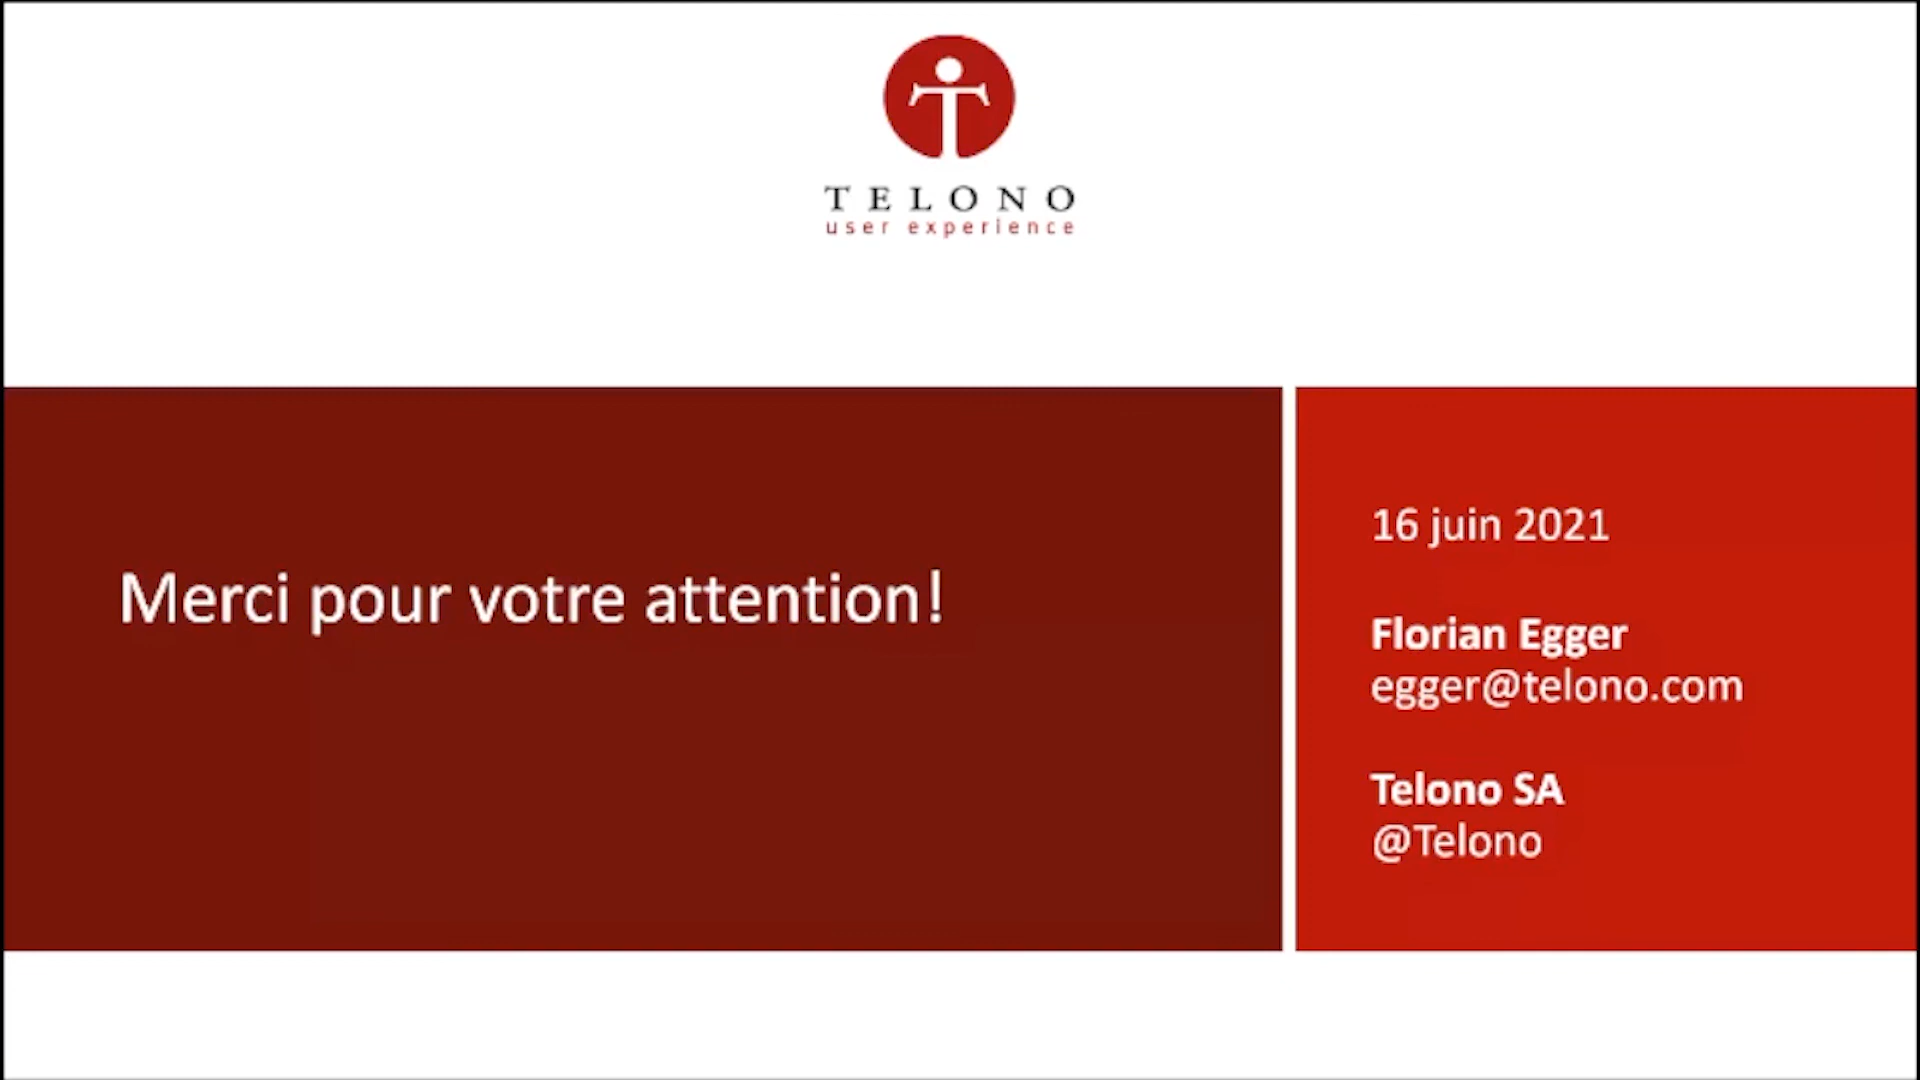 TELONO
user experience
Merci pour votre attention!
16 juin 2021
Florian Egger
egger@telono.com
Telono SA
@Telono